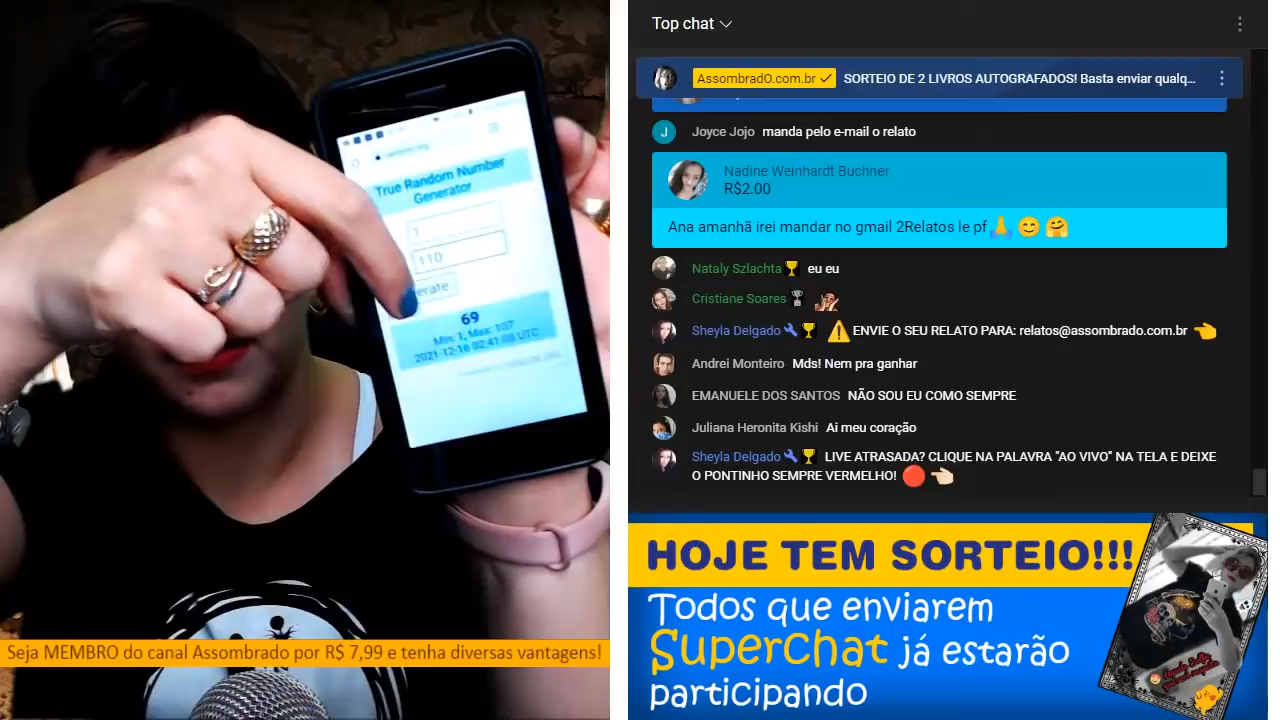 True Random Number
Generator
1
110
erate
69
Min: 1, Max: 107
2021-12-16 02:41:08 UTC
Seja MEMBRO do canal Assombrado por R$ 7,99 e tenha diversas vantagens!
Top chat
AssombradO.com.br SORTEIO DE 2 LIVROS AUTOGRAFADOS! Basta enviar qualq...
J Joyce Jojo manda pelo e-mail o relato
Nadine Weinhardt Buchner
R$2.00
Ana amanhã irei mandar no gmail 2Relatos le pf🙏😊🤗
Nataly Szlachta eu eu
Cristiane Soares
Sheyla Delgado ⚠️ ENVIE O SEU RELATO PARA: relatos@assombrado.com.br 👈
Andrei Monteiro Mds! Nem pra ganhar
EMANUELE DOS SANTOS NÃO SOU EU COMO SEMPRE
Juliana Heronita Kishi Ai meu coração
Sheyla Delgado LIVE ATRASADA? CLIQUE NA PALAVRA "AO VIVO" NA TELA E DEIXE
O PONTINHO SEMPRE VERMELHO! 🔴 👈🏻
HOJE TEM SORTEIO!!!
Todos que enviarem
Superchat já estarão
participando